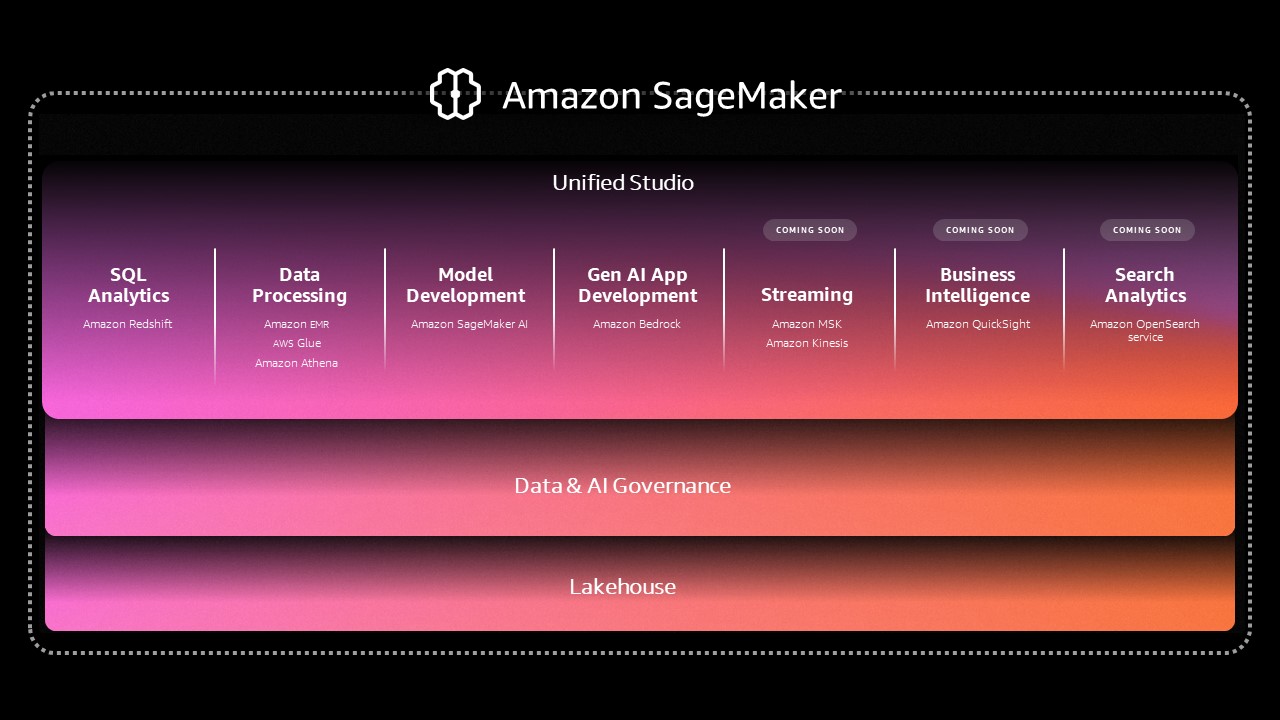 Amazon SageMaker
Unified Studio
COMING SOON
COMING SOON
COMING SOON
SQL
Analytics
Amazon Redshift
Data
Processing
Amazon EMR
AWS Glue
Amazon Athena
Model
Development
Amazon SageMaker AI
Gen AI App
Development
Amazon Bedrock
Streaming
Amazon MSK
Amazon Kinesis
Business
Intelligence
Amazon QuickSight
Search
Analytics
Amazon OpenSearch
service
Data & AI Governance
Lakehouse